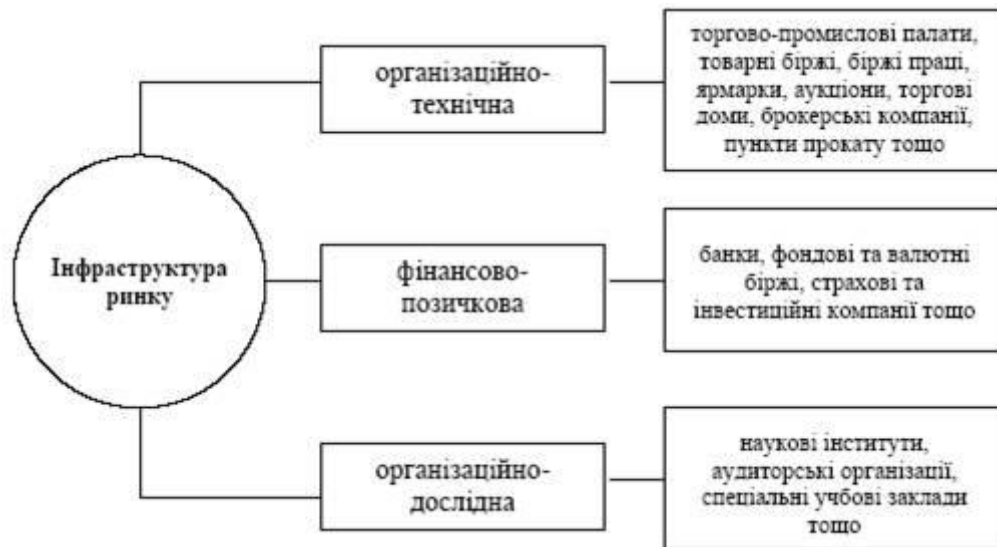 організаційно-
технічна
торгово-промислові палати,
товарні біржі, біржі праці,
ярмарки, аукціони, торгові
доми, брокерські компанії,
пункти прокату тощо
Інфраструктура
ринку
фінансово-
позичкова
банки, фондові та валютні
біржі, страхові та
інвестиційні компанії тощо
організаційно-
дослідна
наукові інститути,
аудиторські організації,
спеціальні учбові заклади
тощо